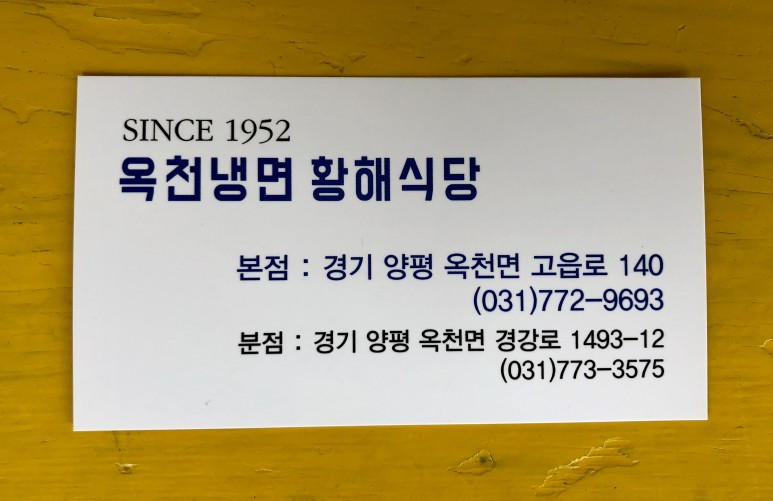 SINCE 1952
옥천냉면 황해식당
본점 : 경기 양평 옥천면 고읍로 140
(031)772-9693
분점 : 경기 양평 옥천면 경강로 1493-12
(031)773-3575